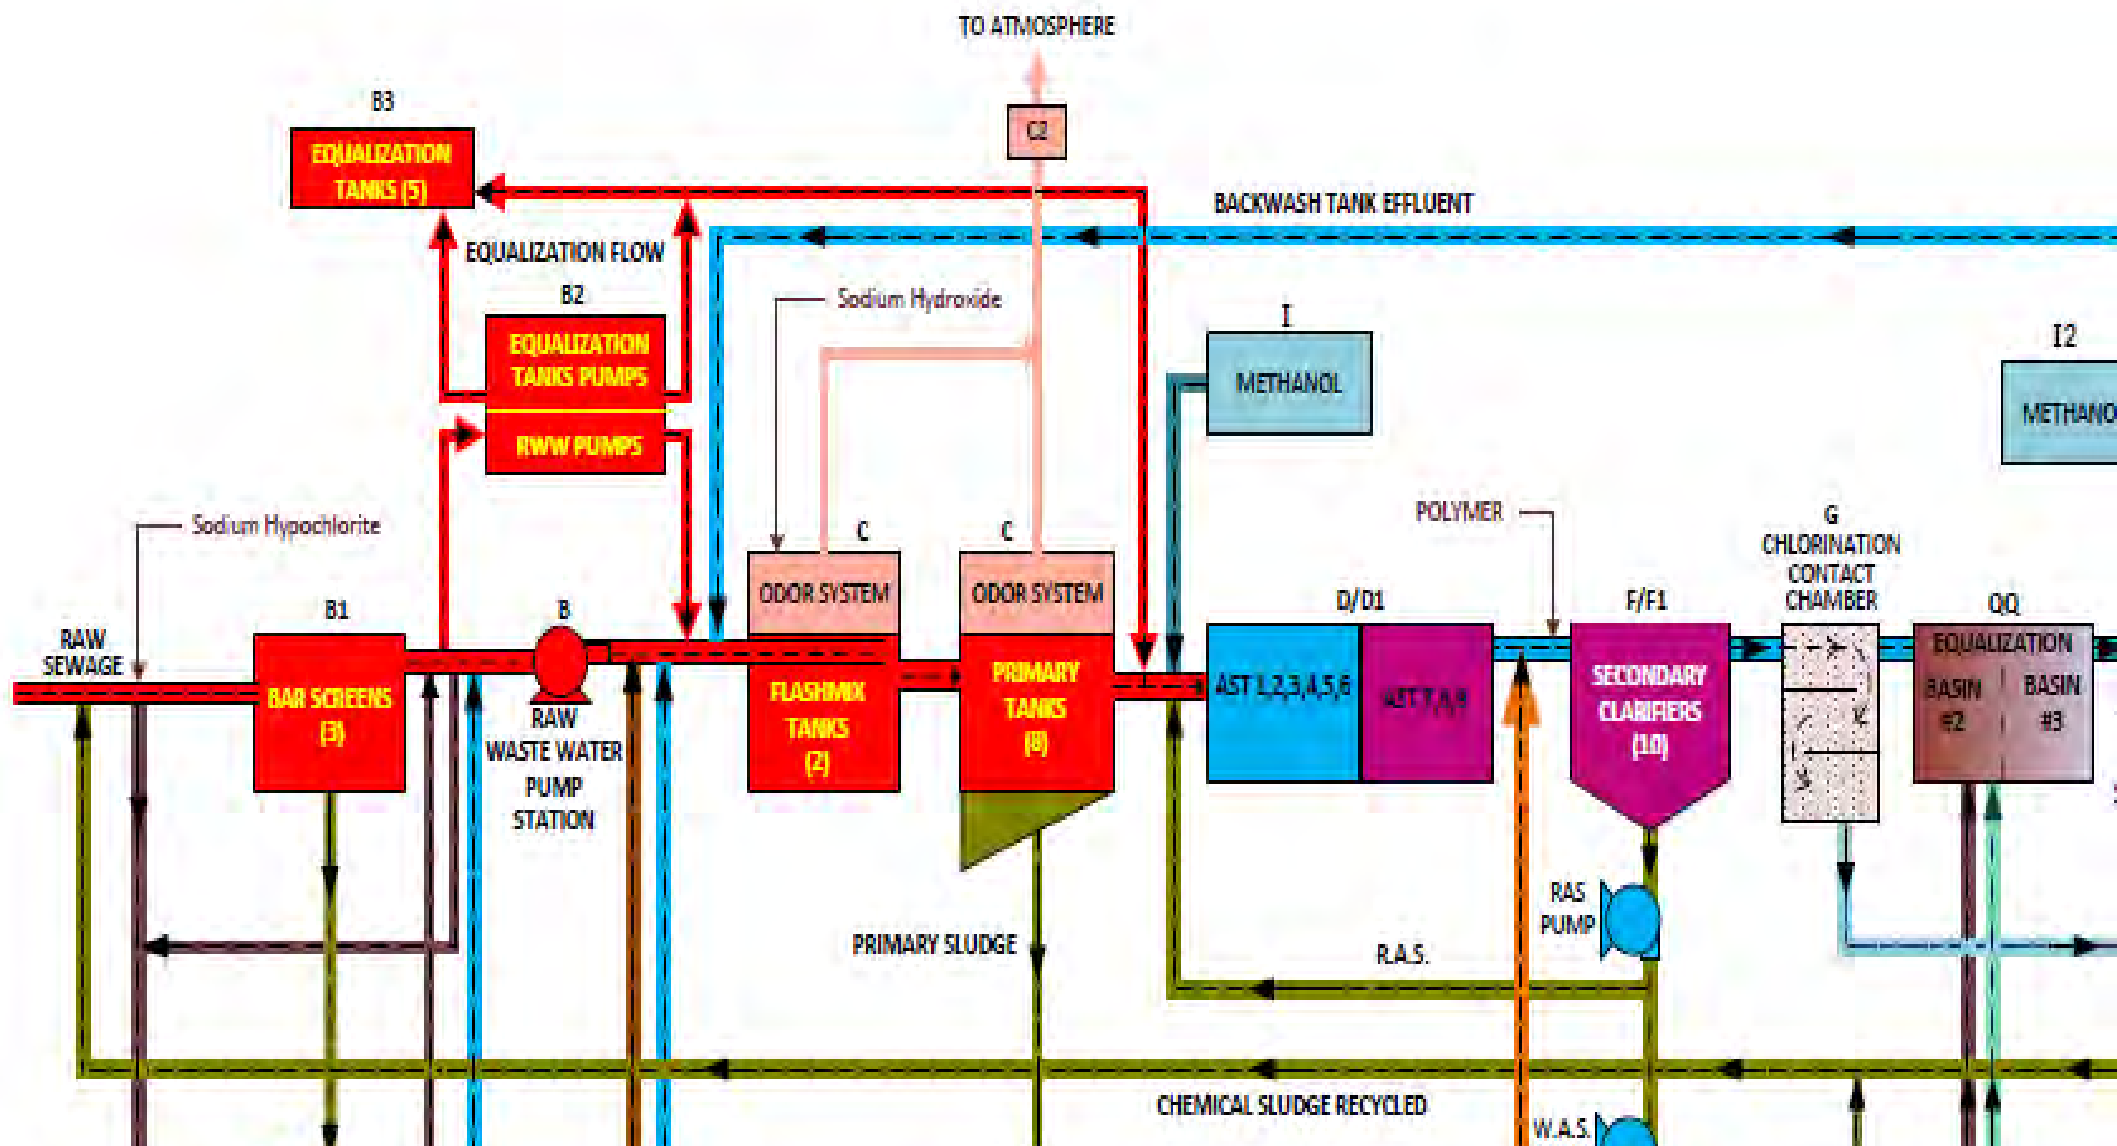 TO ATMOSPHERE
B3
C2
EQUALIZATION
TANKS (5)
BACKWASH TANK EFFLUENT
EQUALIZATION FLOW
B2
Sodium Hydroxide
I
I2
EQUALIZATION
TANKS PUMPS
METHANOL
METHANO
RWW PUMPS
POLYMER
Sodium Hypochlorite
C
C
G
CHLORINATION
CONTACT
CHAMBER
ODOR SYSTEM
ODOR SYSTEM
B1
B
D/D1
F/F1
QQ
RAW
SEWAGE
BAR SCREENS
(3)
RAW
WASTE WATER
PUMP
STATION
FLASHMIX
TANKS
(2)
PRIMARY
TANKS
(8)
AST 1,2,3,4,5,6
SECONDARY
CLARIFIERS
(10)
EQUALIZATION
BASIN
#2
BASIN
#3
RAS
PUMP
PRIMARY SLUDGE
R.A.S.
CHEMICAL SLUDGE RECYCLED
W.A.S.